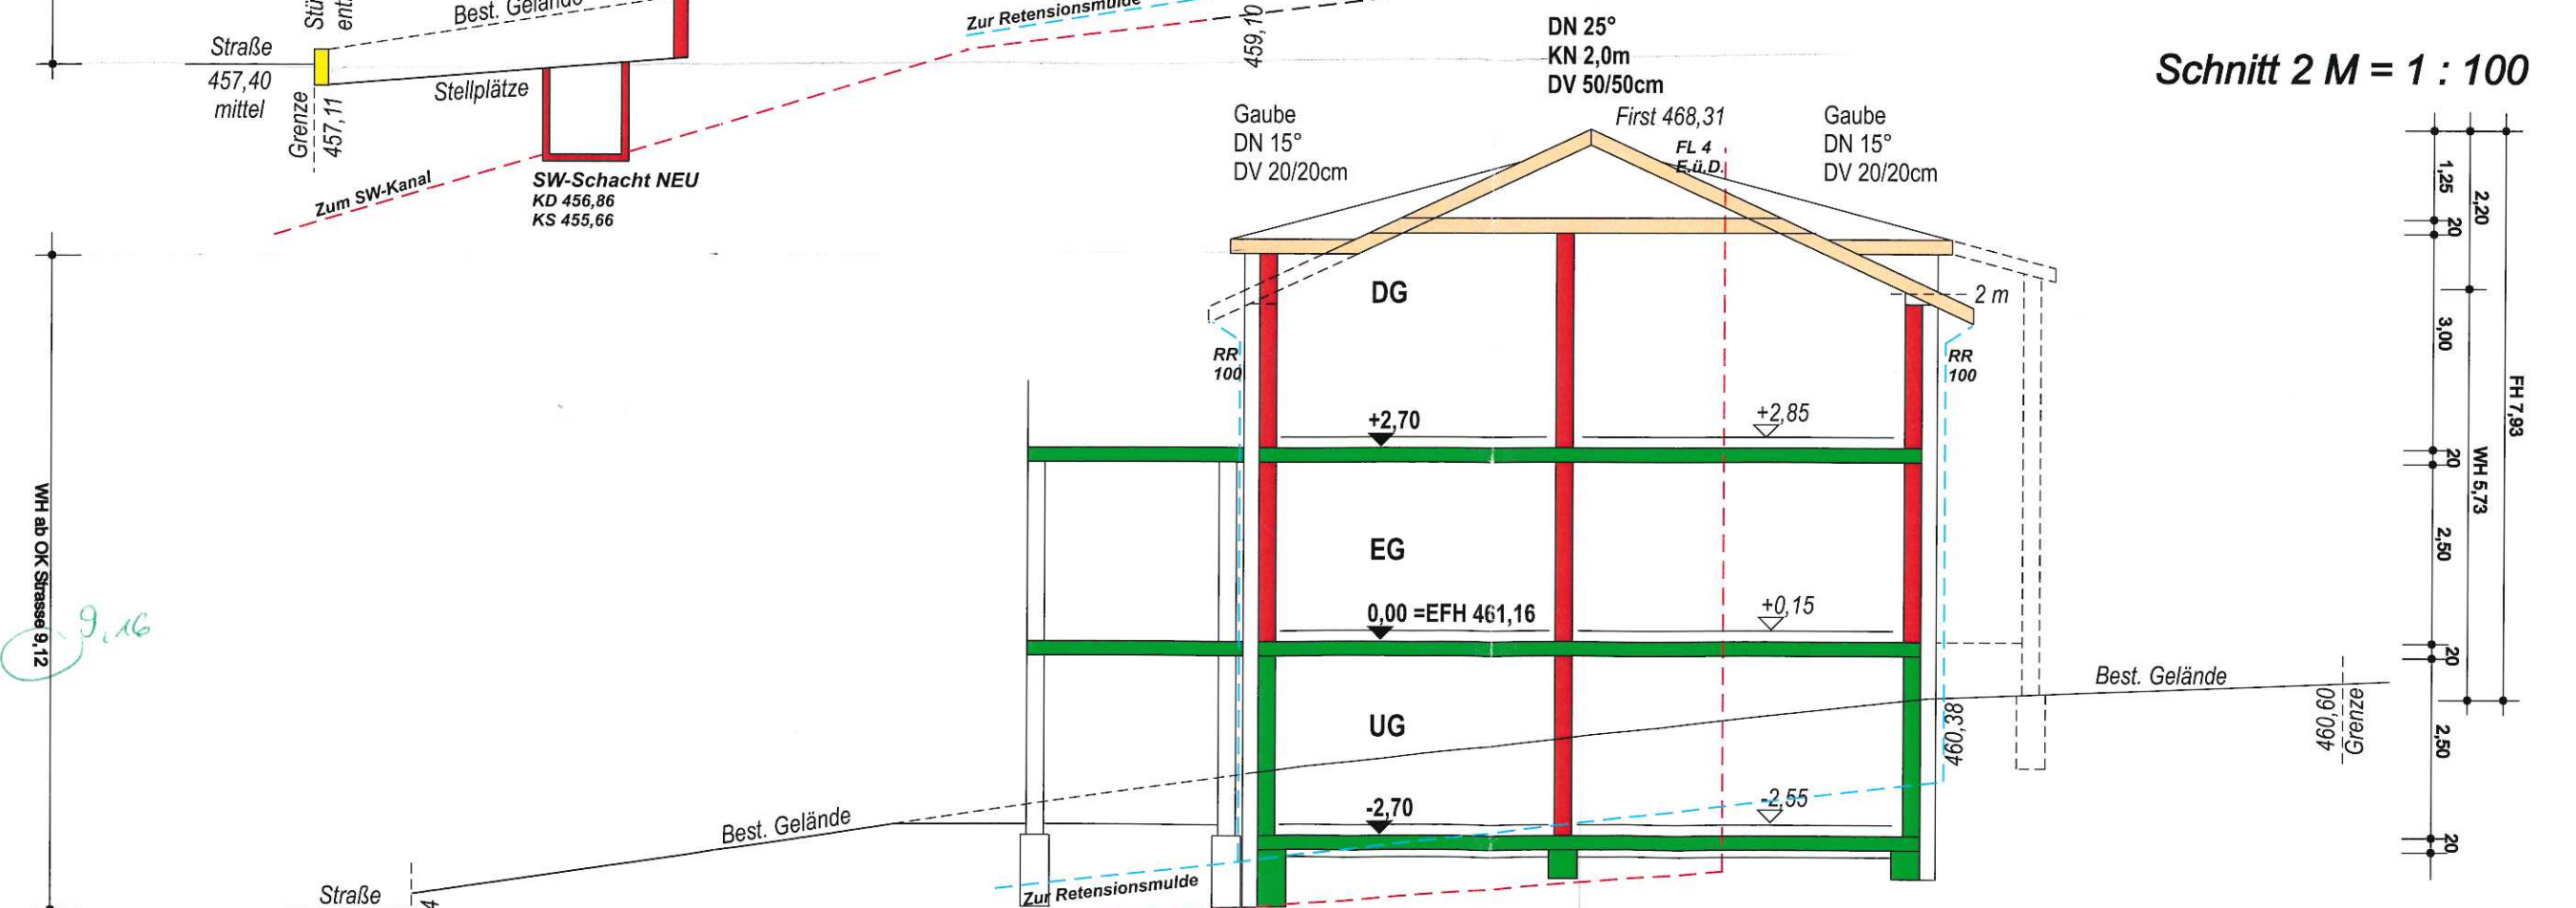 Stü
ent
Best. Gelände
Zur Retensionsmulde
459,10
Straße
457,40
mittel
Grenze
457,11
Stellplätze
SW-Schacht NEU
KD 456,86
KS 455,66
Zum SW-Kanal
DN 25°
KN 2,0m
DV 50/50cm
Schnitt 2 M = 1 : 100
Gaube
DN 15°
DV 20/20cm
First 468,31
FL 4
E.ü.D.
Gaube
DN 15°
DV 20/20cm
DG
2 m
RR
100
RR
100
+2,70
+2,85
EG
0,00 =EFH 461,16
+0,15
UG
-2,70
-2,55
Best. Gelände
460,38
460,60
Grenze
Best. Gelände
Straße
4
Zur Retensionsmulde
WH ab OK Strasse 9,12
9,16
1,25
20
3,00
20
2,50
20
2,50
20
2,20
WH 5,73
FH 7,93